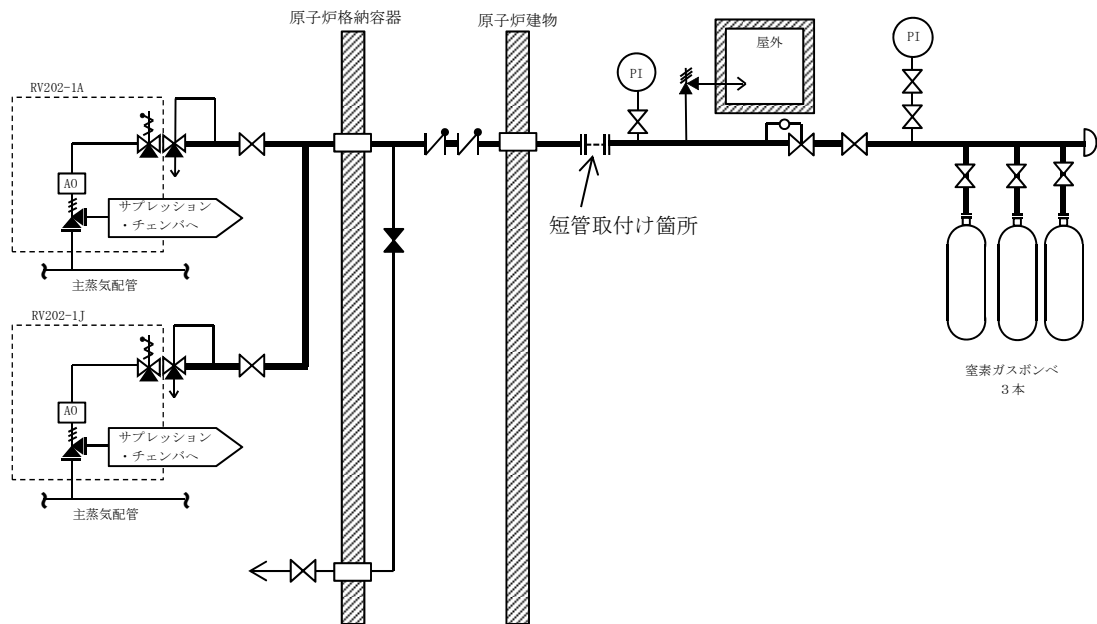 原子炉格納容器
原子炉建物
屋外
PI
PI
RV202-1A
AO
サプレッション
・チェンバへ
主蒸気配管
短管取付け箇所
RV202-1J
AO
サプレッション
・チェンバへ
主蒸気配管
窒素ガスボンベ
3本